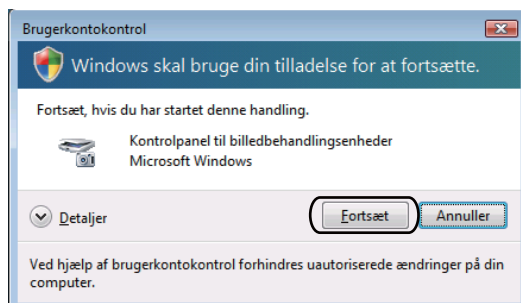 Brugerkontokontrol
Windows skal bruge din tilladelse for at fortsætte.
Fortsæt, hvis du har startet denne handling.
Kontrolpanel til billedbehandlingsenheder
Microsoft Windows
Detaljer
Fortsæt
Annuller
Ved hjælp af brugerkontokontrol forhindres uautoriserede ændringer på din
computer.